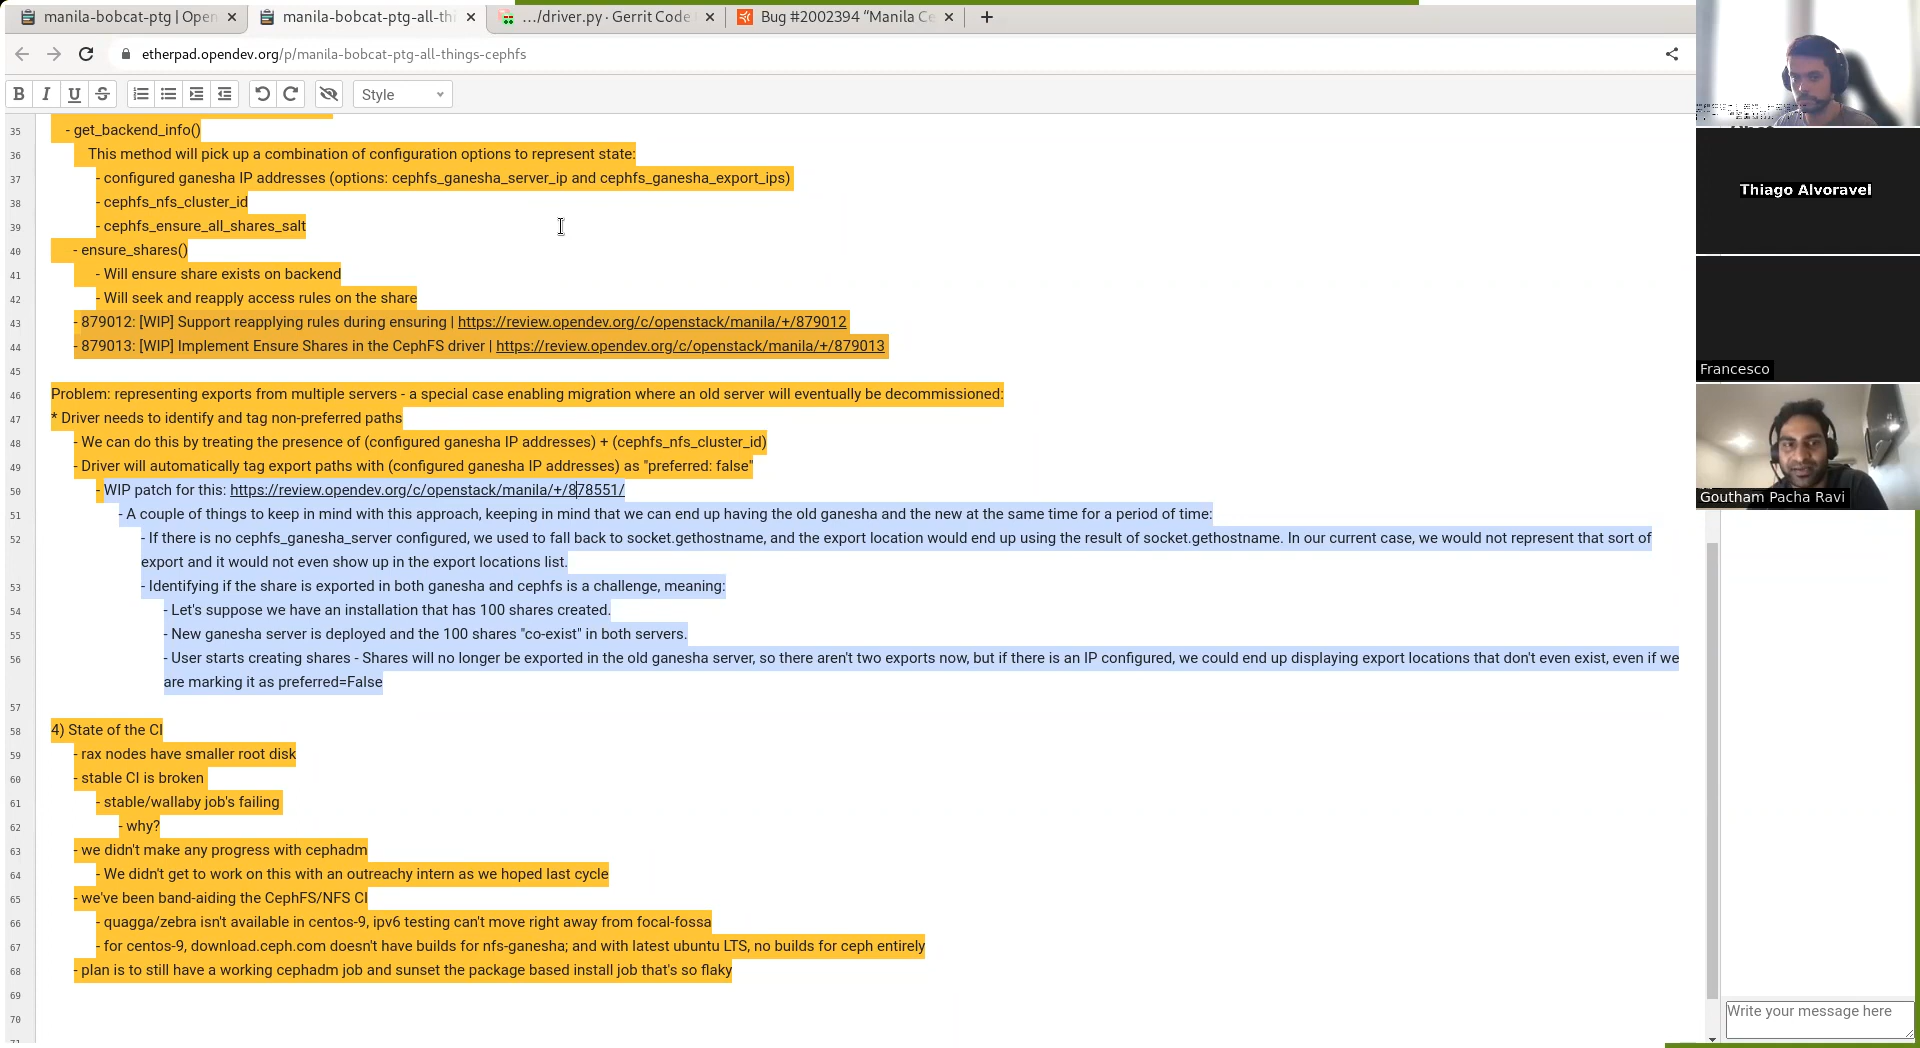 manila-bobcat-ptg | Open
manila-bobcat-ptg-all-thi
…/driver.py · Gerrit Code
Bug #2002394 “Manila Ce
etherpad.opendev.org/p/manila-bobcat-ptg-all-things-cephfs
B I U S Style
35 - get_backend_info()
36 This method will pick up a combination of configuration options to represent state:
37 - configured ganesha IP addresses (options: cephfs_ganesha_server_ip and cephfs_ganesha_export_ips)
38 - cephfs_nfs_cluster_id
39 - cephfs_ensure_all_shares_salt
40 - ensure_shares()
41 - Will ensure share exists on backend
42 - Will seek and reapply access rules on the share
43 - 879012: [WIP] Support reapplying rules during ensuring | https://review.opendev.org/c/openstack/manila/+/879012
44 - 879013: [WIP] Implement Ensure Shares in the CephFS driver | https://review.opendev.org/c/openstack/manila/+/879013
45
46 Problem: representing exports from multiple servers - a special case enabling migration where an old server will eventually be decommissioned:
47 * Driver needs to identify and tag non-preferred paths
48 - We can do this by treating the presence of (configured ganesha IP addresses) + (cephfs_nfs_cluster_id)
49 - Driver will automatically tag export paths with (configured ganesha IP addresses) as "preferred: false"
50 - WIP patch for this: https://review.opendev.org/c/openstack/manila/+/878551/
51 - A couple of things to keep in mind with this approach, keeping in mind that we can end up having the old ganesha and the new at the same time for a period of time:
52 - If there is no cephfs_ganesha_server configured, we used to fall back to socket.gethostname, and the export location would end up using the result of socket.gethostname. In our current case, we would not represent that sort of
export and it would not even show up in the export locations list.
53 - Identifying if the share is exported in both ganesha and cephfs is a challenge, meaning:
54 - Let's suppose we have an installation that has 100 shares created.
55 - New ganesha server is deployed and the 100 shares "co-exist" in both servers.
56 - User starts creating shares - Shares will no longer be exported in the old ganesha server, so there aren't two exports now, but if there is an IP configured, we could end up displaying export locations that don't even exist, even if we
are marking it as preferred=False
57
58 4) State of the CI
59 - rax nodes have smaller root disk
60 - stable CI is broken
61 - stable/wallaby job's failing
62 - why?
63 - we didn't make any progress with cephadm
64 - We didn't get to work on this with an outreachy intern as we hoped last cycle
65 - we've been band-aiding the CephFS/NFS CI
66 - quagga/zebra isn't available in centos-9, ipv6 testing can't move right away from focal-fossa
67 - for centos-9, download.ceph.com doesn't have builds for nfs-ganesha; and with latest ubuntu LTS, no builds for ceph entirely
68 - plan is to still have a working cephadm job and sunset the package based install job that's so flaky
69
70
71
Thiago Alvoravel
Francesco
Goutham Pacha Ravi
Write your message here